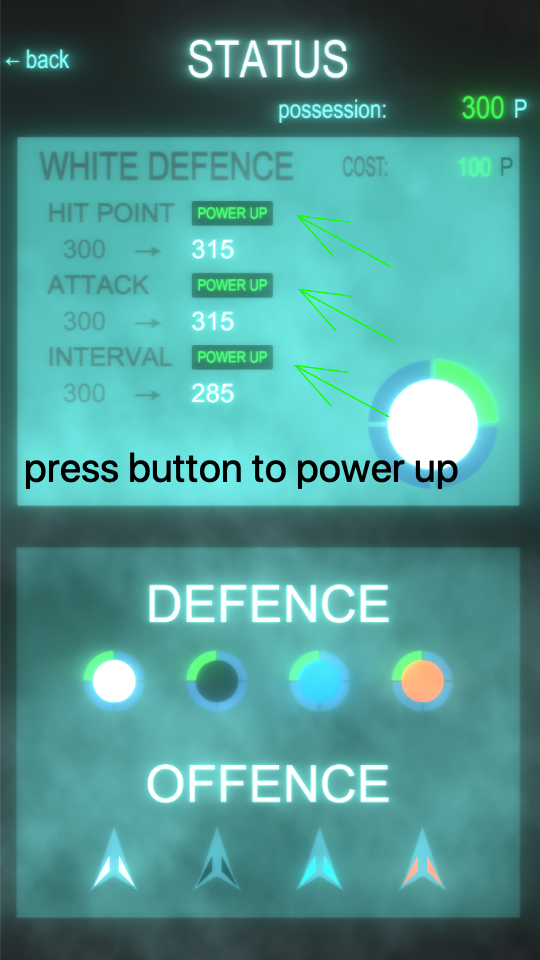 ← back
STATUS
possession: 300 P
WHITE DEFENCE COST: 100 P
HIT POINT POWER UP
300 → 315
ATTACK POWER UP
300 → 315
INTERVAL POWER UP
300 → 285
press button to power up
DEFENCE
OFFENCE